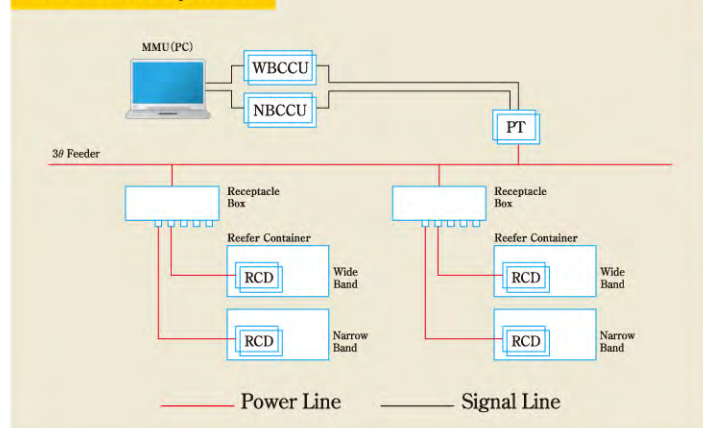 MMU(PC)
WBCCU
NBCCU
PT
3θ Feeder
Receptacle
Box
Receptacle
Box
Reefer Container
RCD
Wide
Band
Reefer Container
RCD
Wide
Band
RCD
Narrow
Band
RCD
Narrow
Band
Power Line
Signal Line